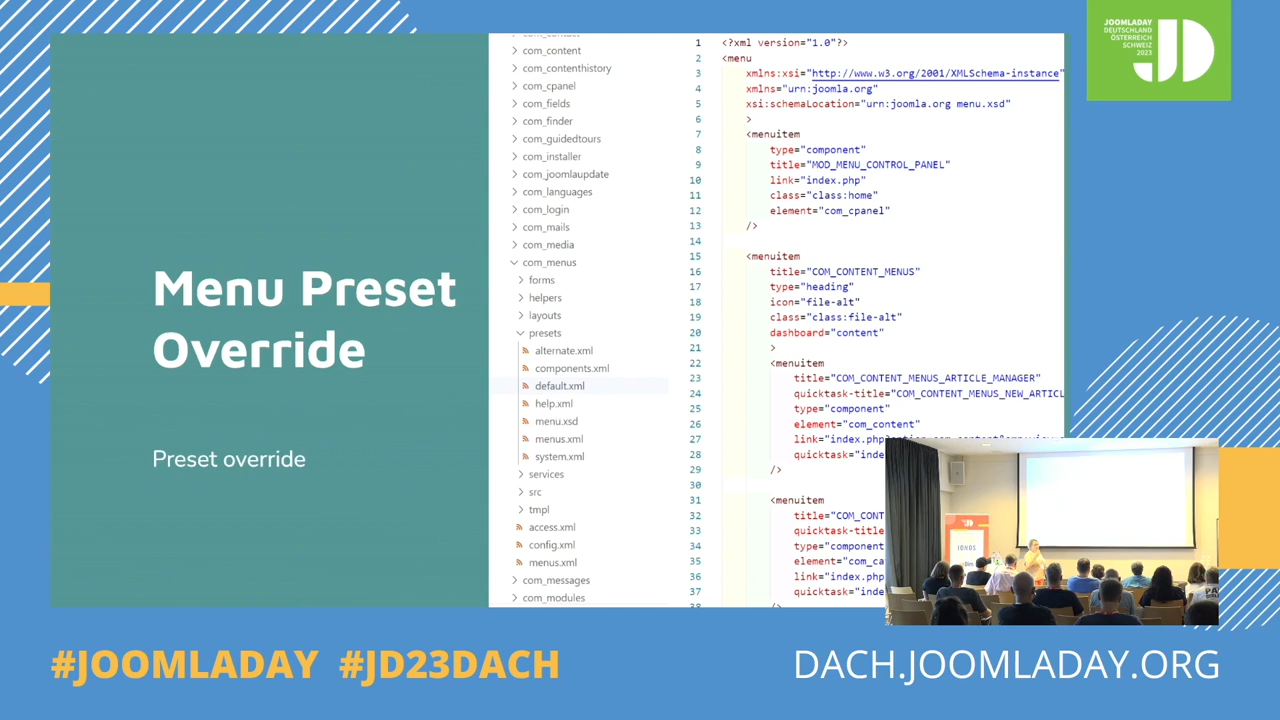 JOOMLADAY
DEUTSCHLAND
ÖSTERREICH
SCHWEIZ
2023
JD
Menu Preset
Override
Preset override
com_content
com_contenthistory
com_cpanel
com_fields
com_finder
com_guidedtours
com_installer
com_joomlaupdate
com_languages
com_login
com_mails
com_media
com_menus
forms
helpers
layouts
presets
alternate.xml
components.xml
default.xml
help.xml
menu.xsd
menus.xml
system.xml
services
src
tmpl
access.xml
config.xml
menus.xml
com_messages
com_modules
1 <?xml version="1.0"?>
2 <menu
3 xmlns:xsi="http://www.w3.org/2001/XMLSchema-instance"
4 xmlns="urn:joomla.org"
5 xsi:schemaLocation="urn:joomla.org menu.xsd"
6 >
7 <menuitem
8 type="component"
9 title="MOD_MENU_CONTROL_PANEL"
10 link="index.php"
11 class="class:home"
12 element="com_cpanel"
13 />
14
15 <menuitem
16 title="COM_CONTENT_MENUS"
17 type="heading"
18 icon="file-alt"
19 class="class:file-alt"
20 dashboard="content"
21 >
22 <menuitem
23 title="COM_CONTENT_MENUS_ARTICLE_MANAGER"
24 quicktask-title="COM_CONTENT_MENUS_NEW_ARTICL
25 type="component"
26 element="com_content"
27 link="index.php
28 quicktask="inde
29 />
30
31 <menuitem
32 title="COM_CONT
33 quicktask-title
34 type="component
35 element="com_ca
36 link="index.php
37 quicktask="inde
38 />
IONOS
#JOOMLADAY #JD23DACH
DACH.JOOMLADAY.ORG